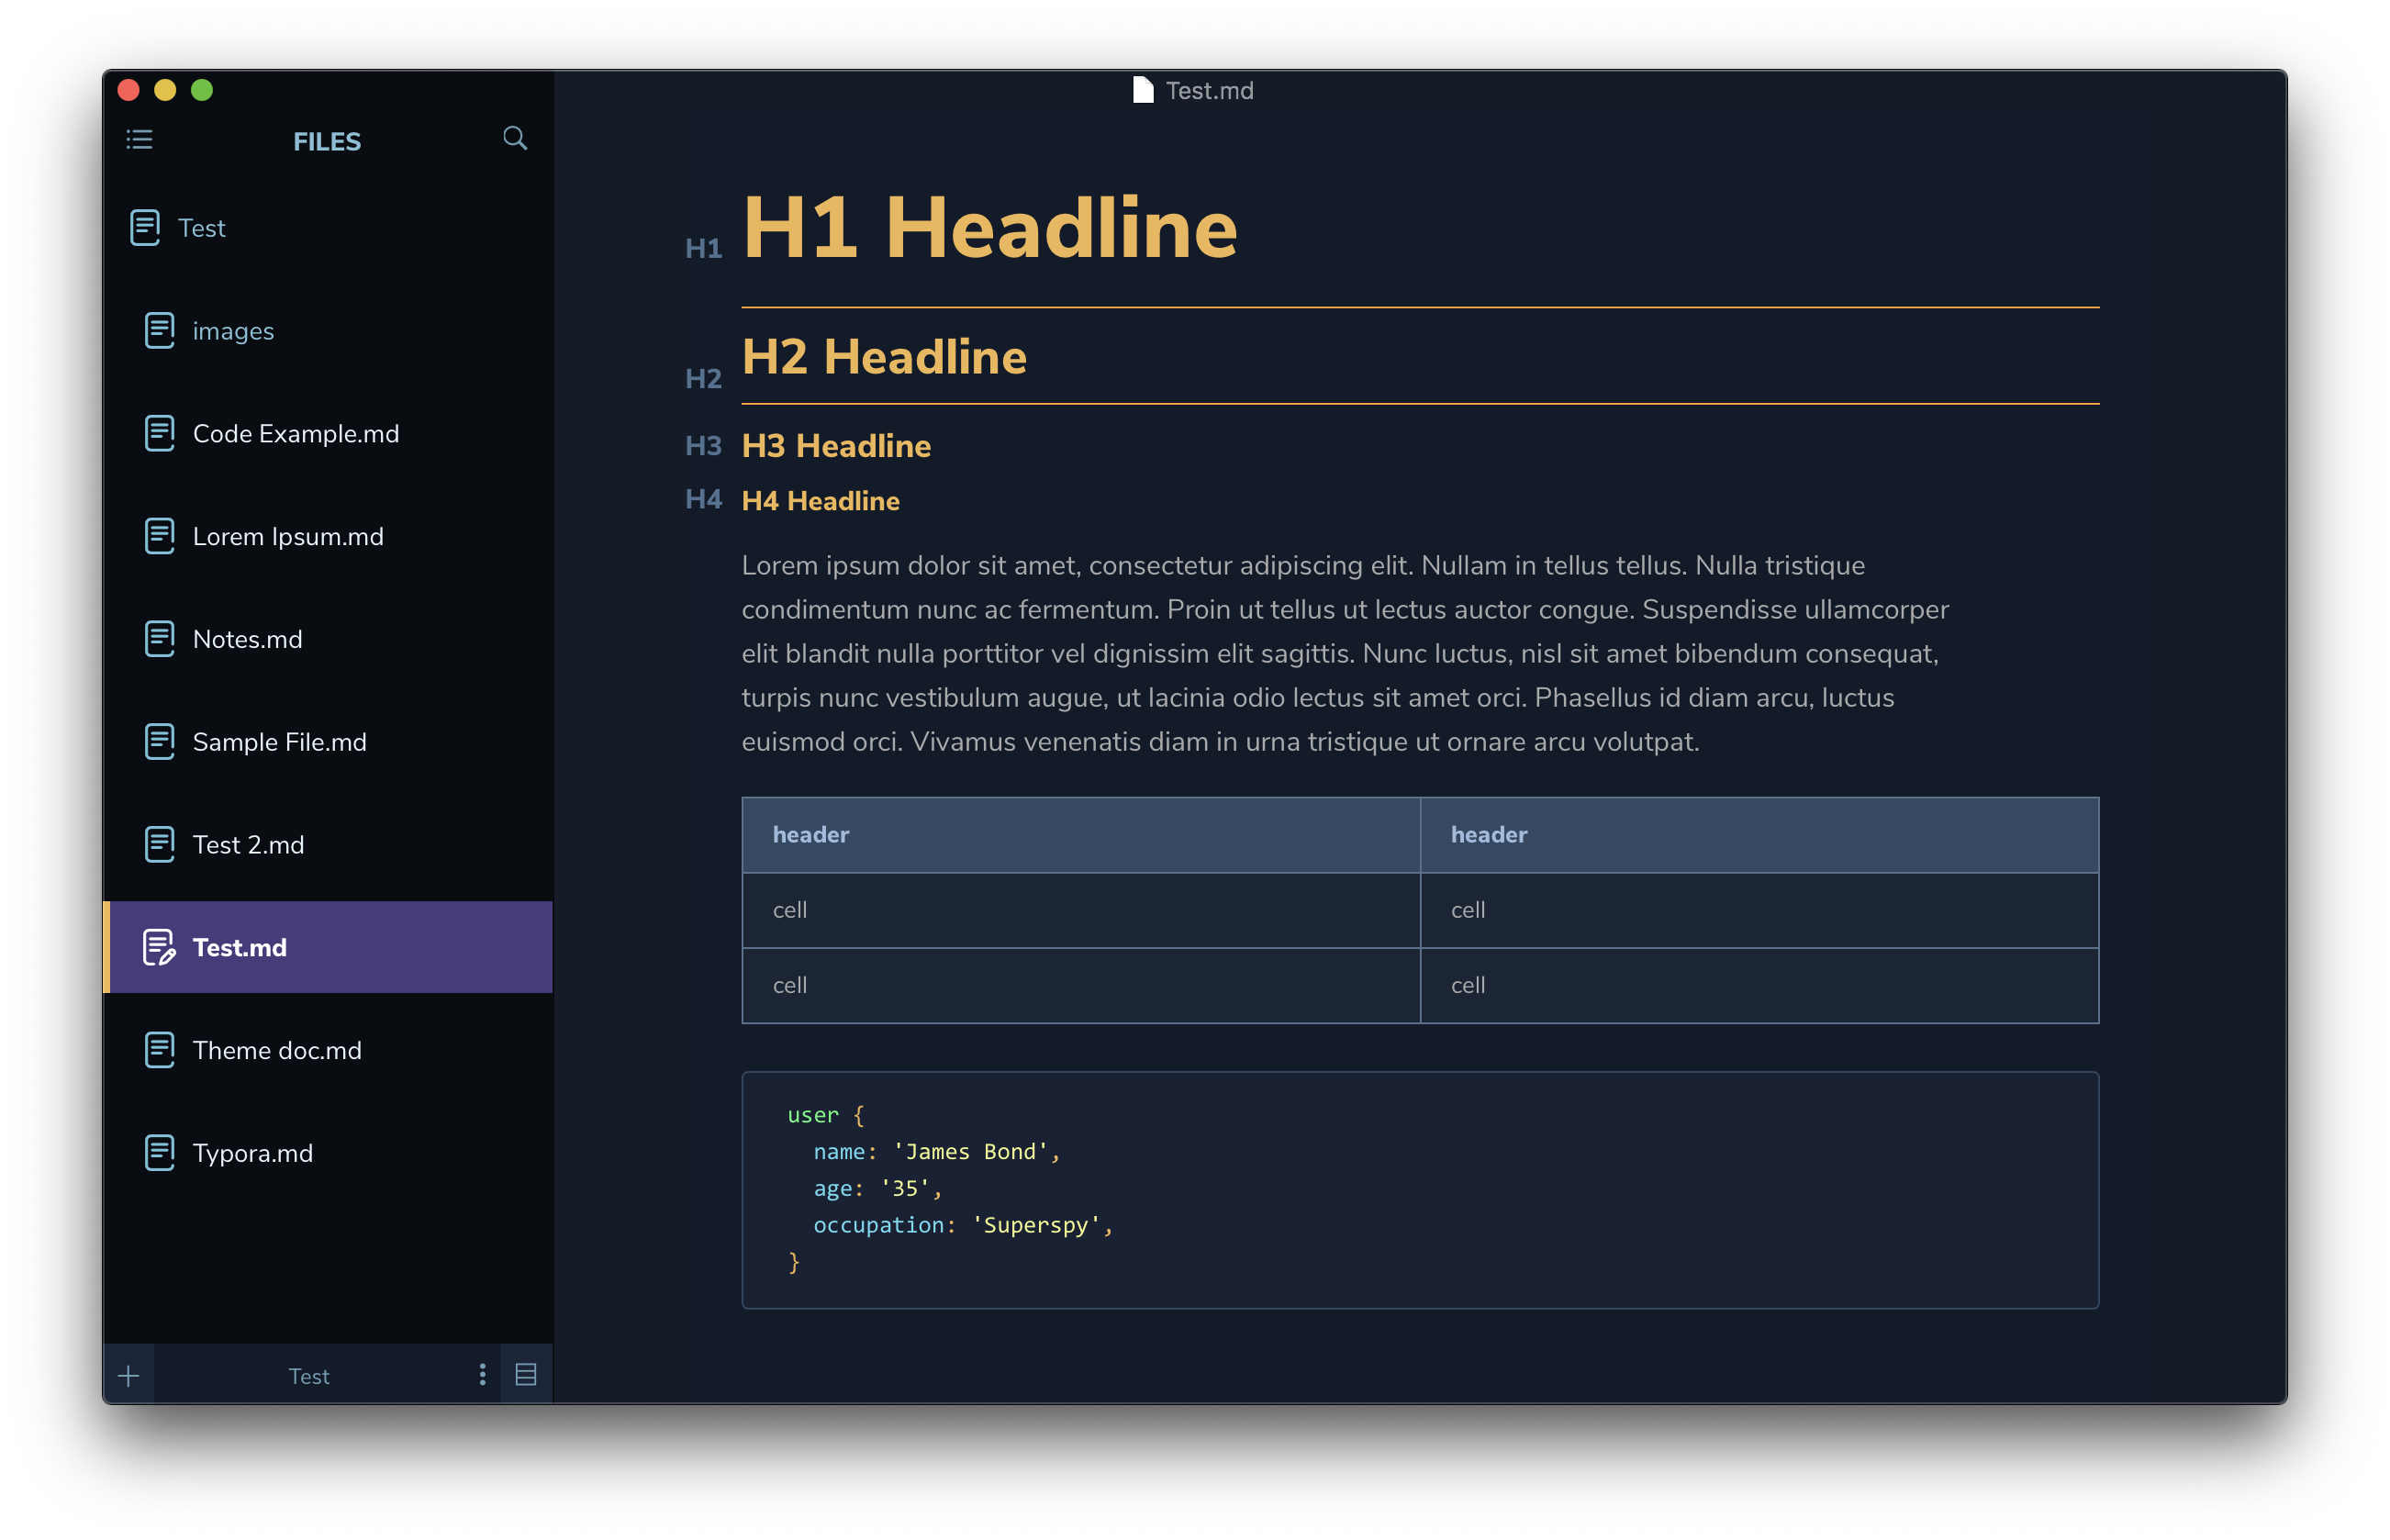 Test.md
FILES
Test
images
Code Example.md
Lorem Ipsum.md
Notes.md
Sample File.md
Test 2.md
Test.md
Theme doc.md
Typora.md
Test
H1 H1 Headline
H2 H2 Headline
H3 H3 Headline
H4 H4 Headline
Lorem ipsum dolor sit amet, consectetur adipiscing elit. Nullam in tellus tellus. Nulla tristique
condimentum nunc ac fermentum. Proin ut tellus ut lectus auctor congue. Suspendisse ullamcorper
elit blandit nulla porttitor vel dignissim elit sagittis. Nunc luctus, nisl sit amet bibendum consequat,
turpis nunc vestibulum augue, ut lacinia odio lectus sit amet orci. Phasellus id diam arcu, luctus
euismod orci. Vivamus venenatis diam in urna tristique ut ornare arcu volutpat.
header header
cell cell
cell cell
user {
  name: 'James Bond',
  age: '35',
  occupation: 'Superspy',
}